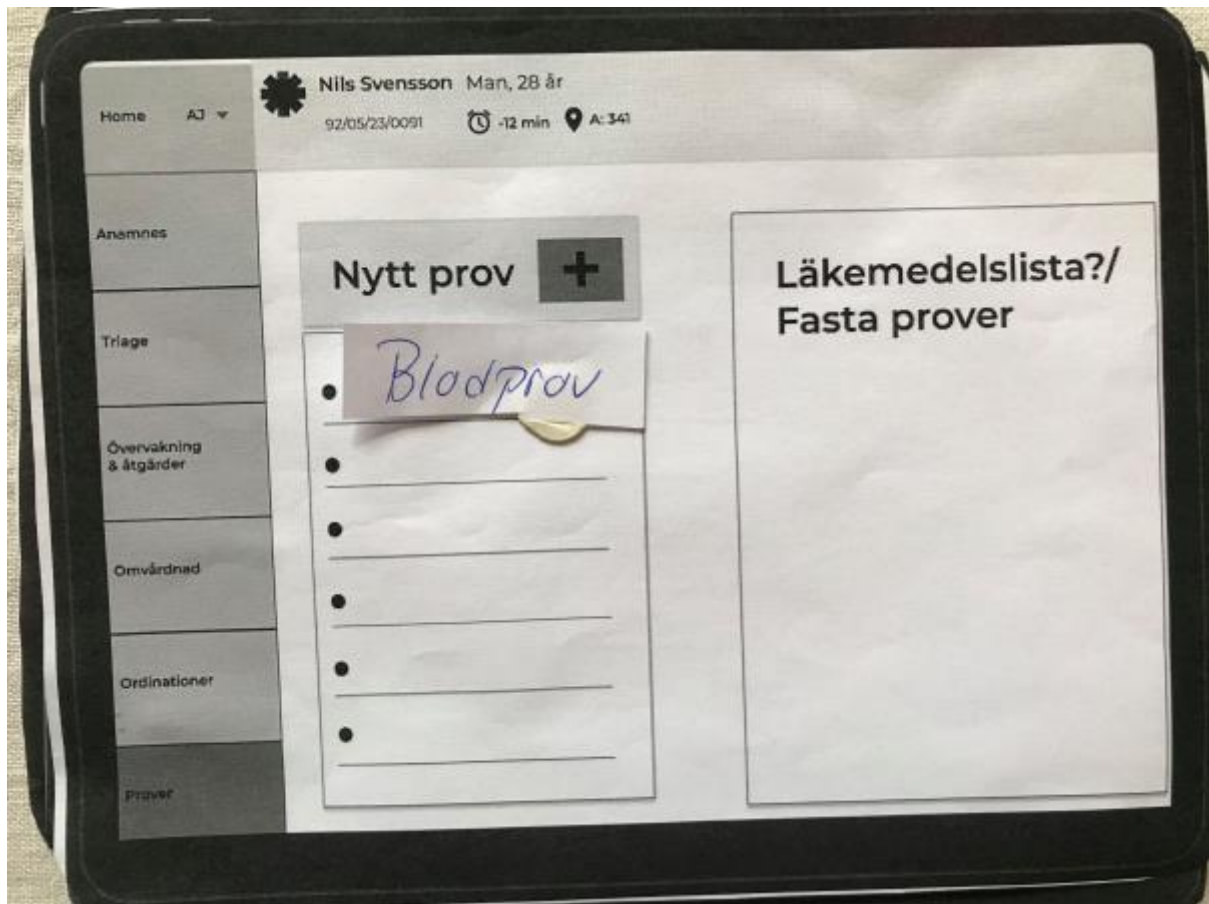 Home AJ
Nils Svensson Man, 28 år
92/05/23/0091 -12 min A: 341
Anamnes
Triage
Övervakning
& åtgärder
Omvårdnad
Ordinationer
Prover
Nytt prov +
Blodprov
Läkemedelslista?/
Fasta prover